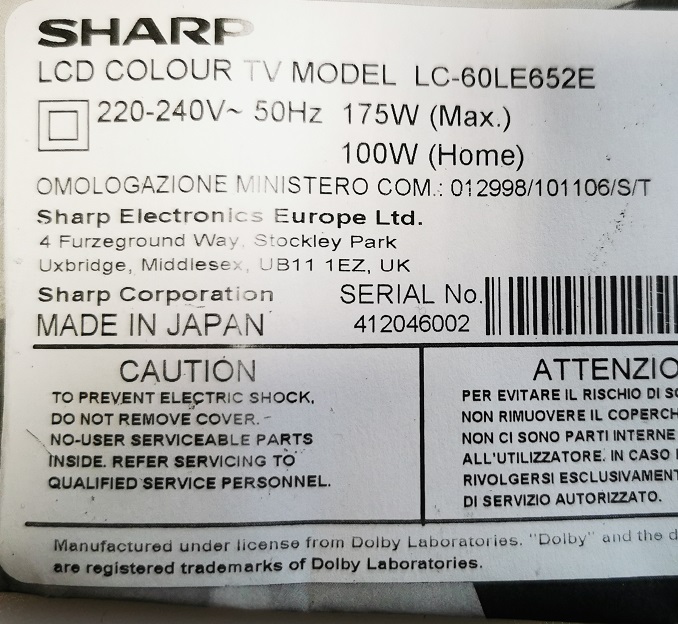 SHARP
LCD COLOUR TV MODEL LC-60LE652E
220-240V~ 50Hz 175W (Max.)
100W (Home)
OMOLOGAZIONE MINISTERO COM.: 012998/101106/S/T
Sharp Electronics Europe Ltd.
4 Furzeground Way, Stockley Park
Uxbridge, Middlesex, UB11 1EZ, UK
Sharp Corporation SERIAL No.
MADE IN JAPAN 412046002
CAUTION
TO PREVENT ELECTRIC SHOCK,
DO NOT REMOVE COVER.
NO-USER SERVICEABLE PARTS
INSIDE. REFER SERVICING TO
QUALIFIED SERVICE PERSONNEL.
ATTENZIO
PER EVITARE IL RISCHIO DI SC
NON RIMUOVERE IL COPERCH
NON CI SONO PARTI INTERNE
ALL'UTILIZZATORE. IN CASO
RIVOLGERSI ESCLUSIVAMENT
DI SERVIZIO AUTORIZZATO.
Manufactured under license from Dolby Laboratories. "Dolby" and the d
are registered trademarks of Dolby Laboratories.